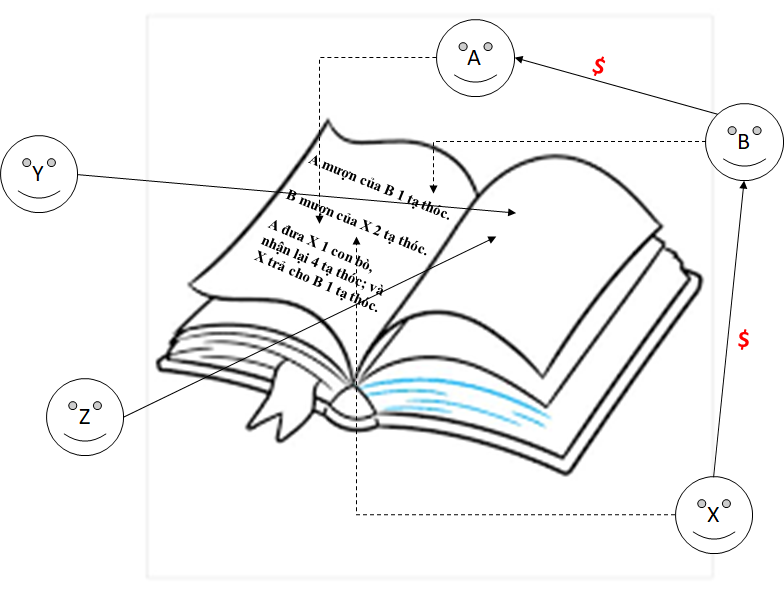 A
$
B
Y
A mượn của B 1 tạ thóc.
B mượn của X 2 tạ thóc.
A đưa X 1 con bò,
nhận lại 4 tạ thóc; và
X trả cho B 1 tạ thóc.
$
Z
X